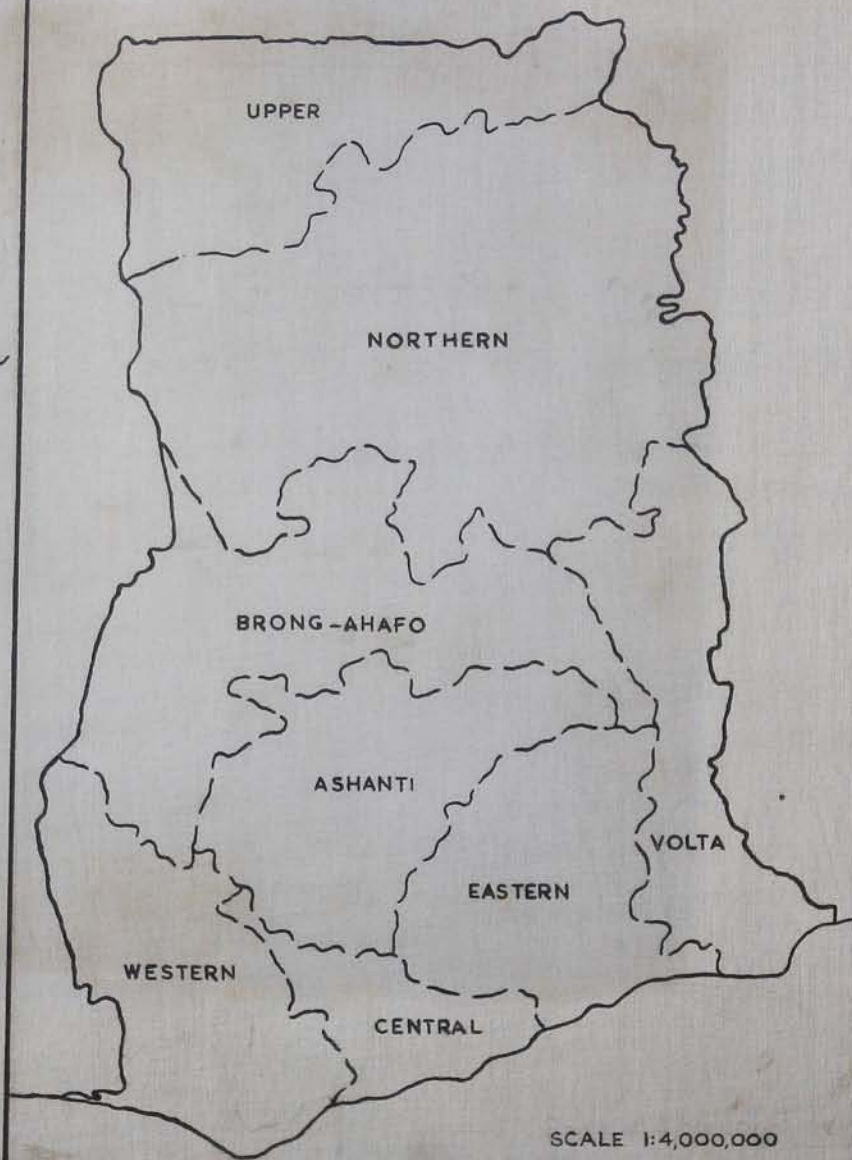 UPPER
NORTHERN
BRONG-AHAFO
ASHANTI
VOLTA
EASTERN
WESTERN
CENTRAL
SCALE 1:4,000,000